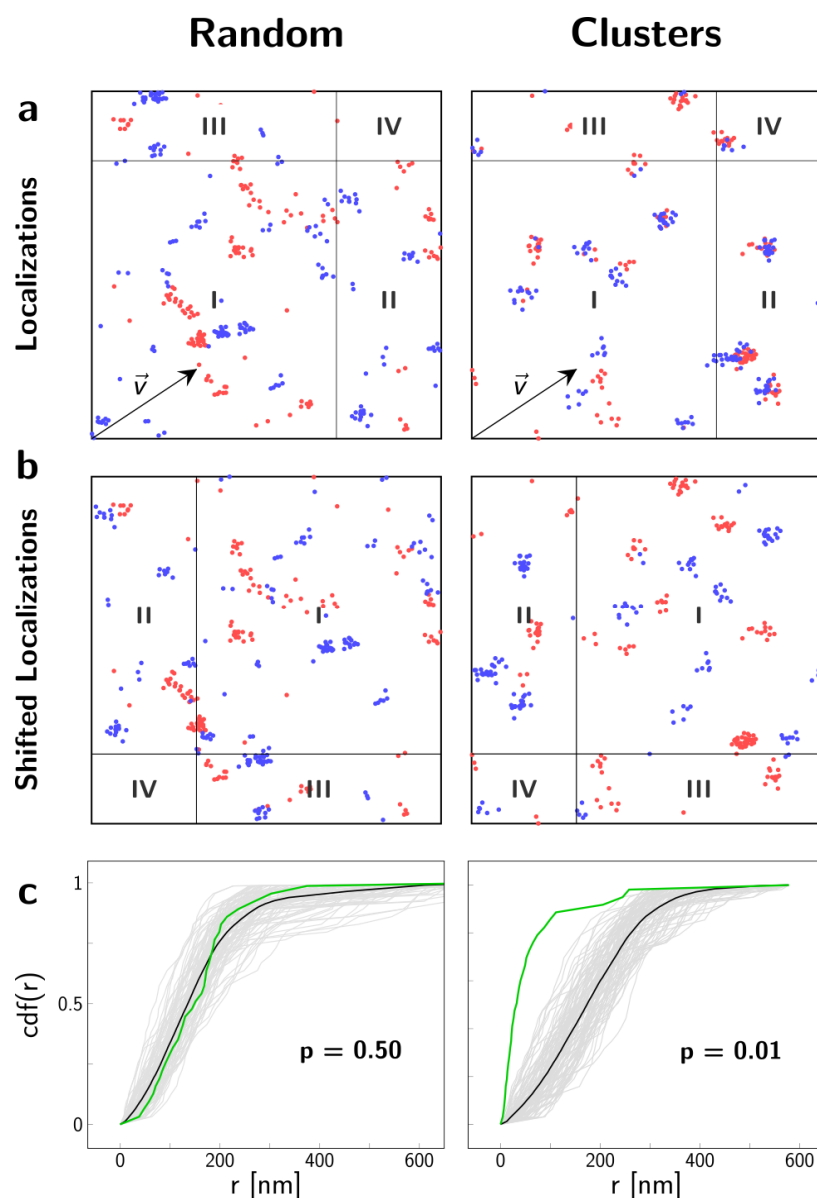 Random
Clusters
a
Localizations
III
IV
I
II
v
III
IV
I
II
v
b
Shifted Localizations
II
I
IV
III
II
I
IV
III
c
cdf(r)
1
0.5
0
p = 0.50
0
200
400
600
r [nm]
p = 0.01
0
200
400
600
r [nm]